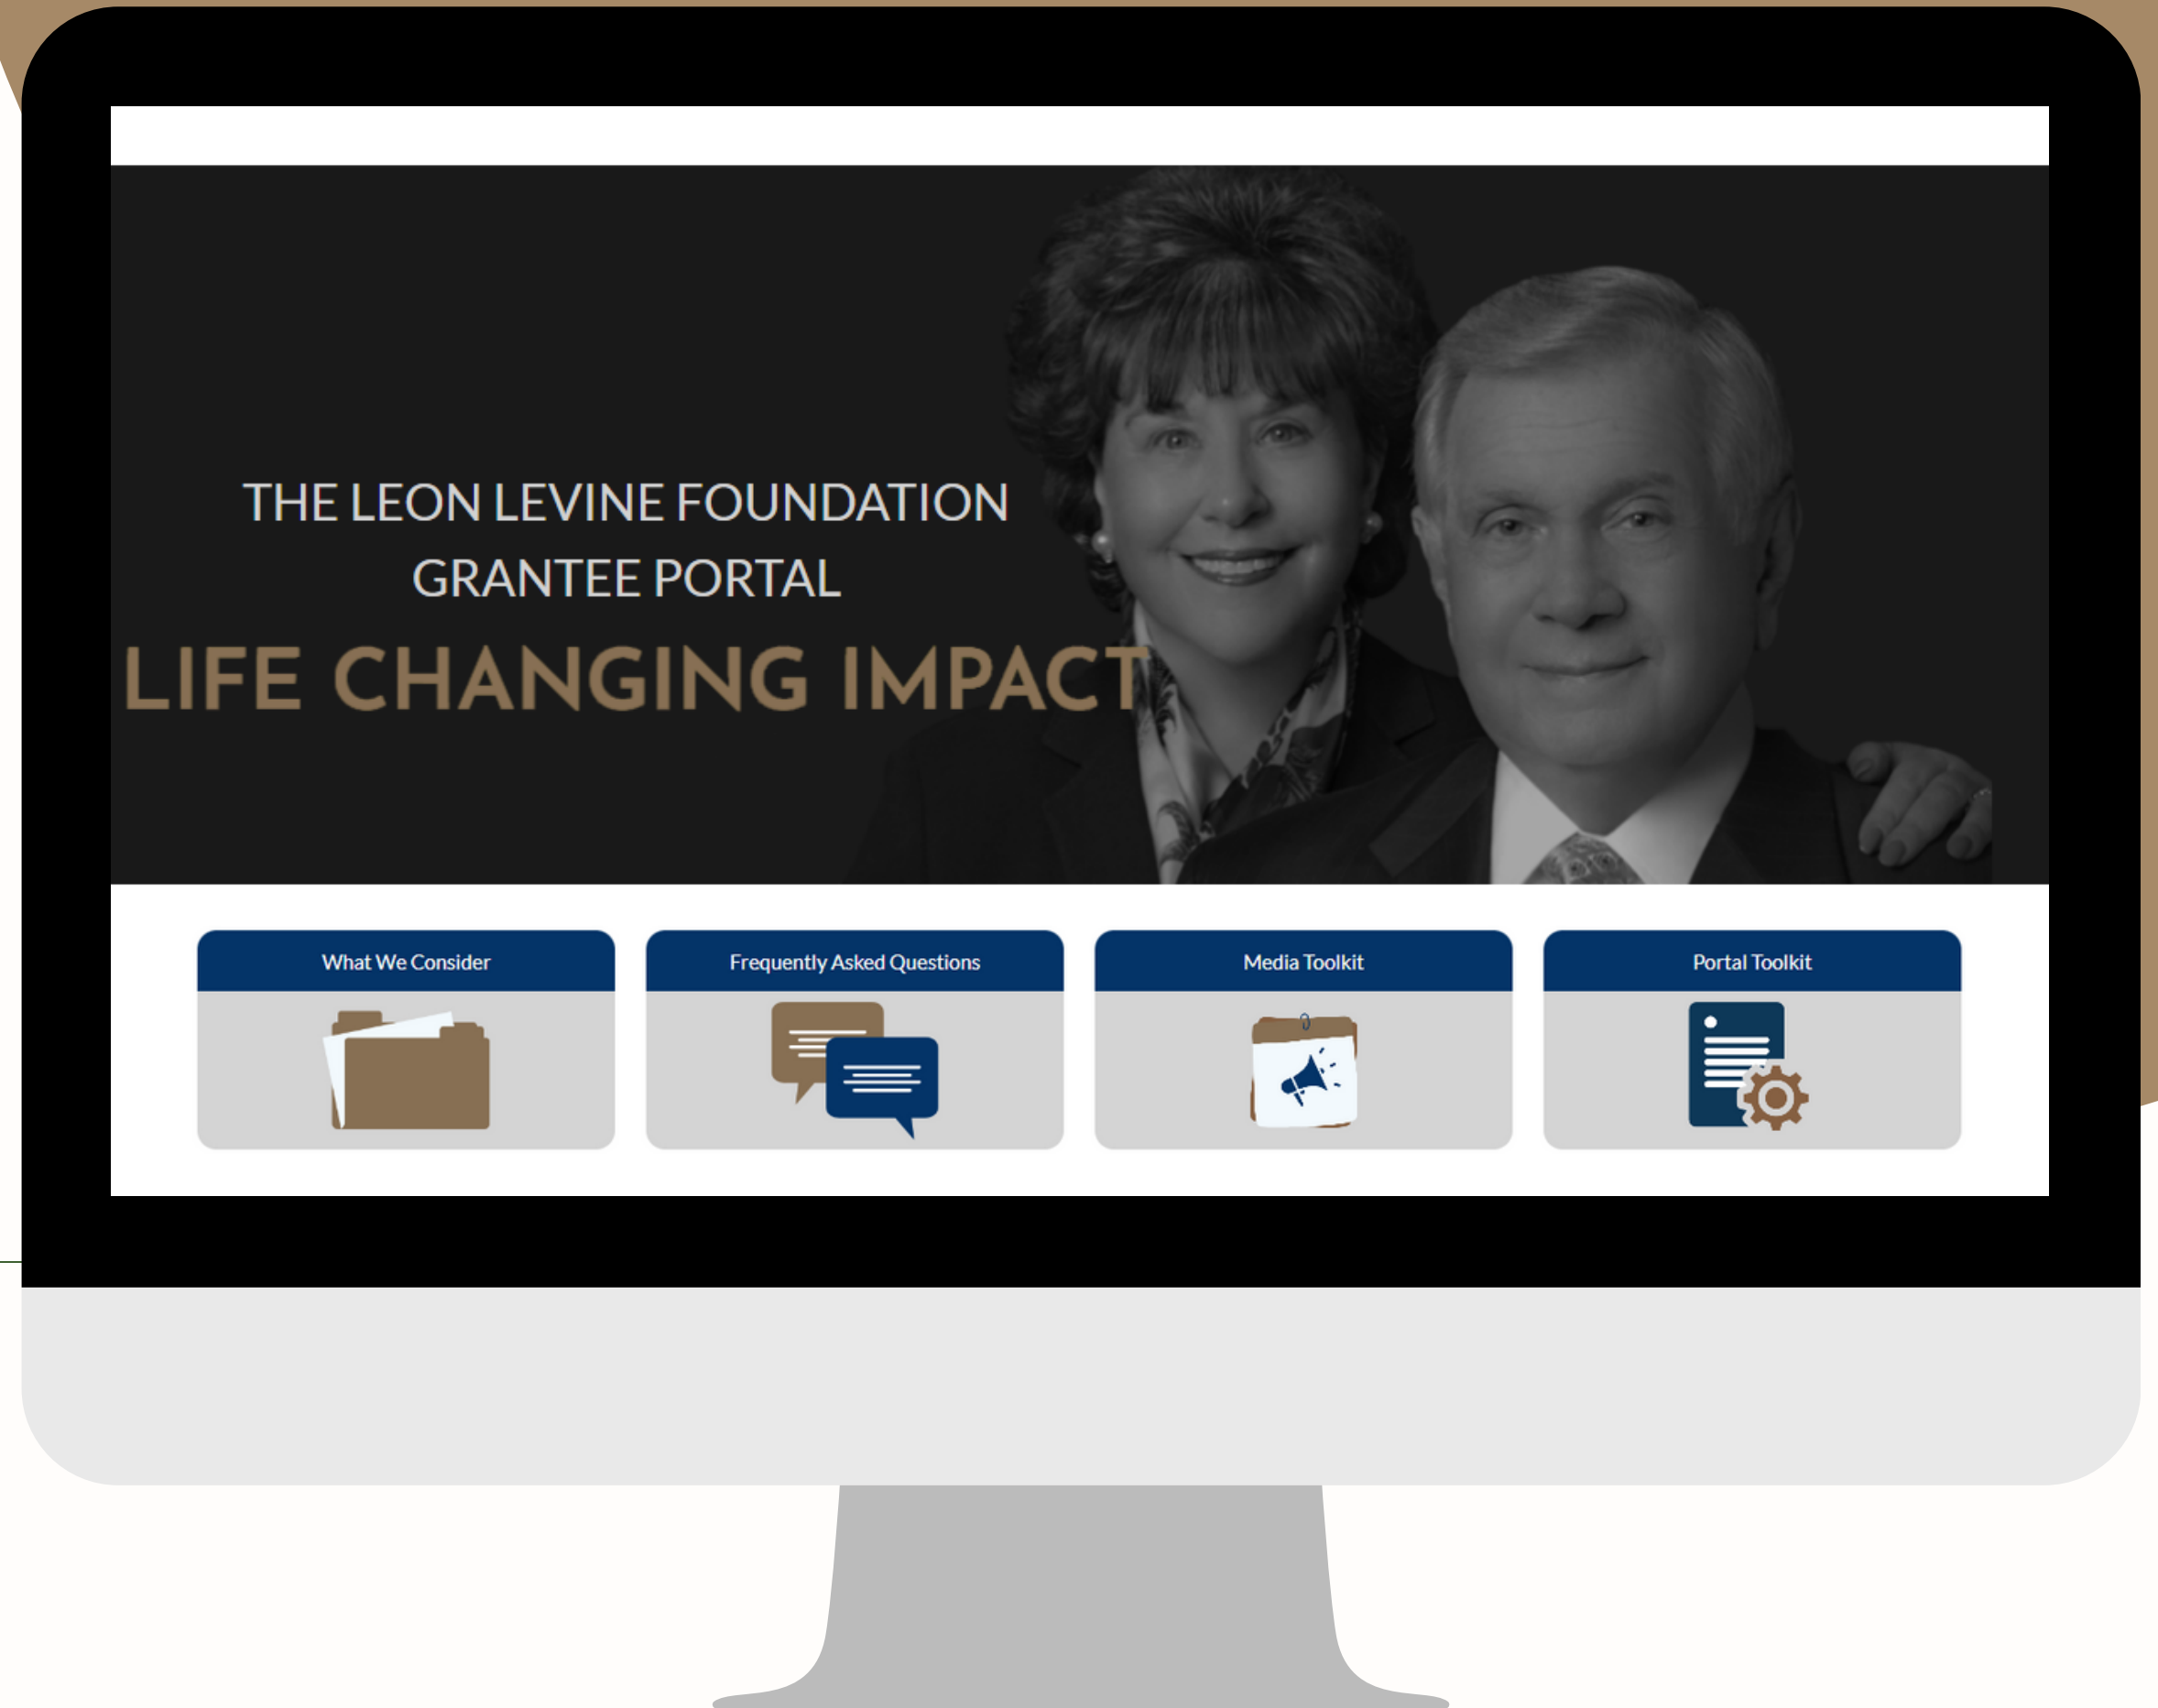 THE LEON LEVINE FOUNDATION
GRANTEE PORTAL
LIFE CHANGING IMPACT
What We Consider
Frequently Asked Questions
Media Toolkit
Portal Toolkit